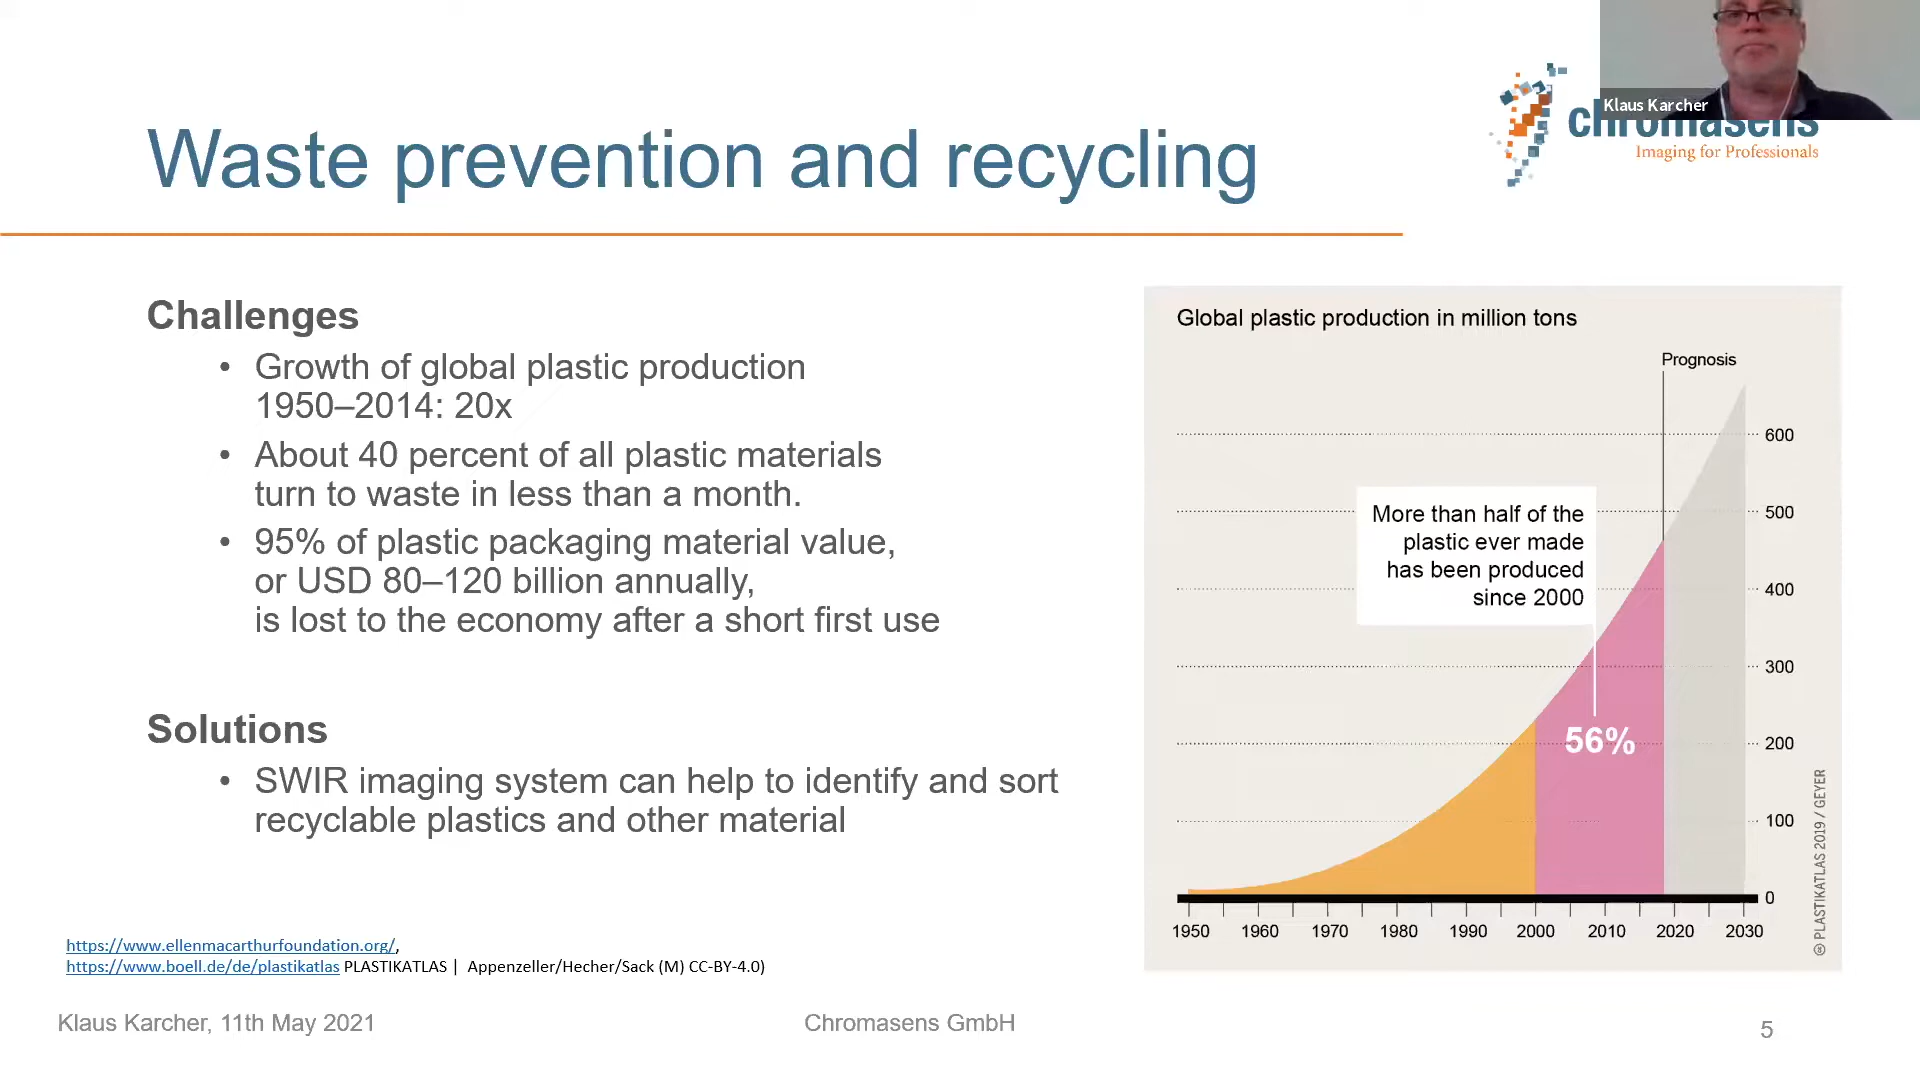 Klaus Karcher
chromasens
Imaging for Professionals
Waste prevention and recycling
Challenges
• Growth of global plastic production
1950–2014: 20x
• About 40 percent of all plastic materials
turn to waste in less than a month.
• 95% of plastic packaging material value,
or USD 80–120 billion annually,
is lost to the economy after a short first use
Solutions
• SWIR imaging system can help to identify and sort
recyclable plastics and other material
Global plastic production in million tons
Prognosis
600
500
More than half of the
plastic ever made
has been produced
since 2000
400
300
56%
200
100
0
1950 1960 1970 1980 1990 2000 2010 2020 2030
PLASTIKATLAS 2019 / GEYER
https://www.ellenmacarthurfoundation.org/,
https://www.boell.de/de/plastikatlas PLASTIKATLAS | Appenzeller/Hecher/Sack (M) CC-BY-4.0)
Klaus Karcher, 11th May 2021
Chromasens GmbH
5